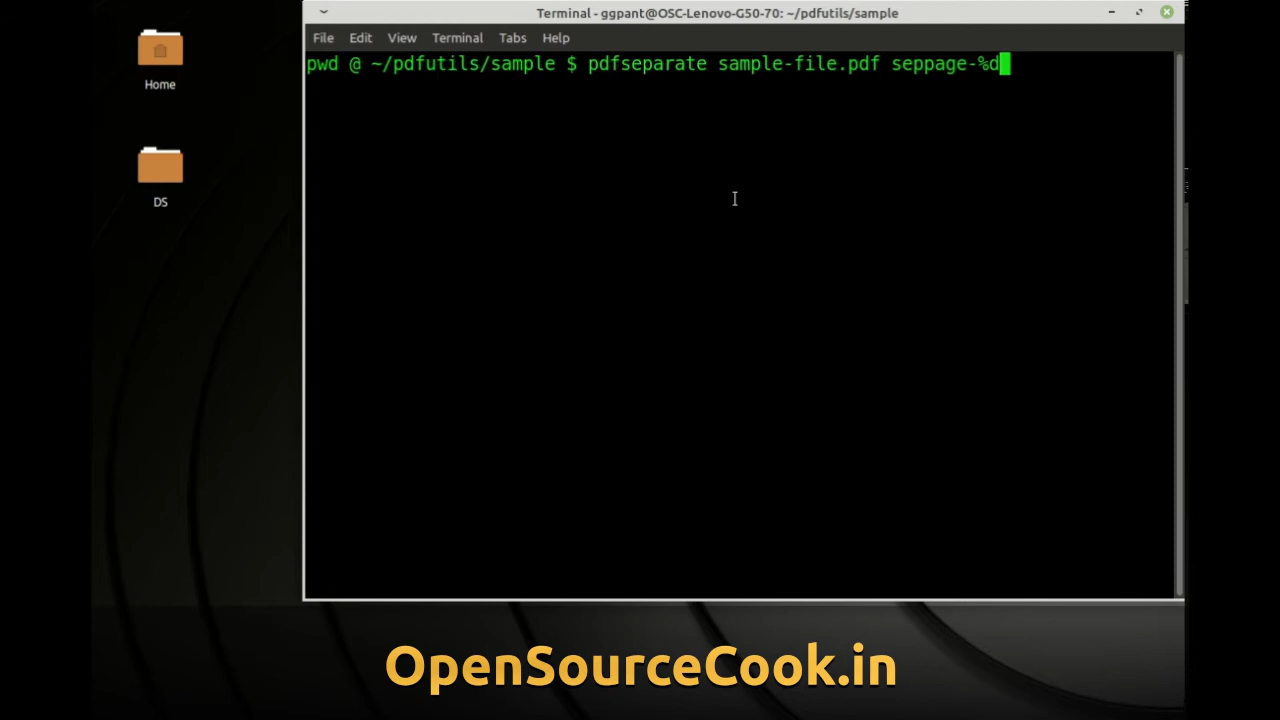 Terminal - ggpant@OSC-Lenovo-G50-70: ~/pdfutils/sample
File Edit View Terminal Tabs Help
pwd @ ~/pdfutils/sample $ pdfseparate sample-file.pdf seppage-%d
Home
DS
OpenSourceCook.in